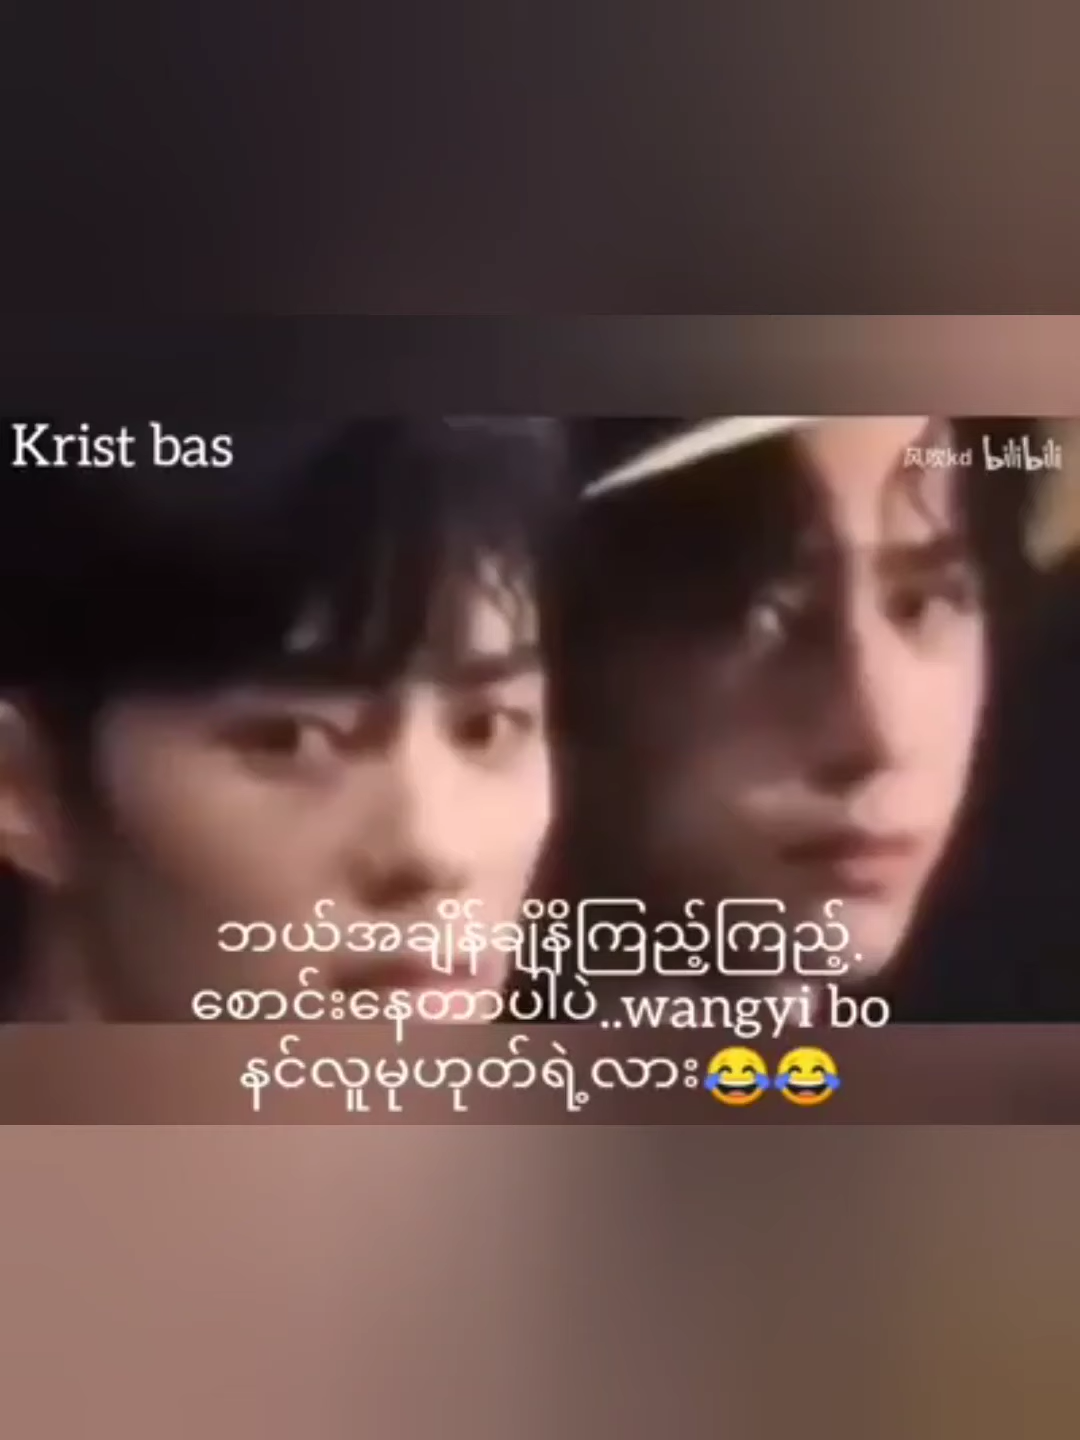 Krist bas
风吹kd bilibili
ဘယ်အချိန်ချိန်ကြည့်ကြည့်.
စောင်းနေတာပါပဲ..wangyi bo
နင်လူမုဟုတ်ရဲ့လား😂😂